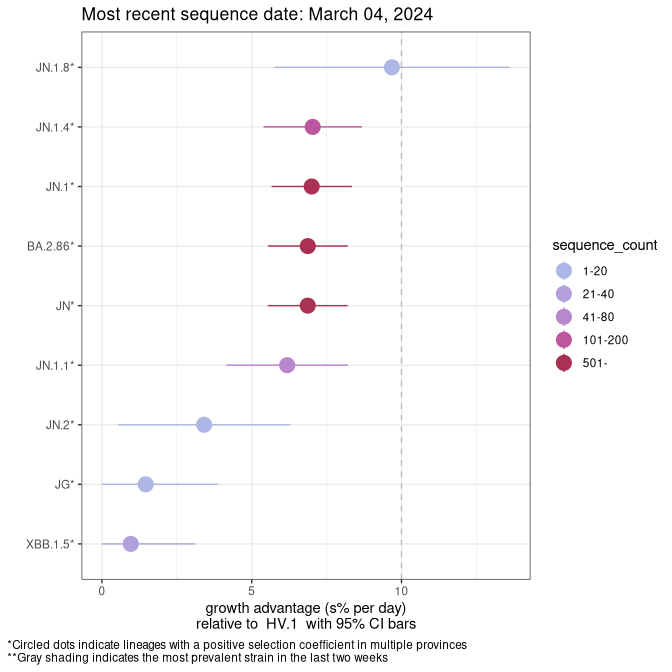 Most recent sequence date: March 04, 2024
JN.1.8*
JN.1.4*
JN.1*
BA.2.86*
JN*
JN.1.1*
JN.2*
JG*
XBB.1.5*
0
5
10
growth advantage (s% per day)
relative to  HV.1  with 95% CI bars
sequence_count
1-20
21-40
41-80
101-200
501-
*Circled dots indicate lineages with a positive selection coefficient in multiple provinces
**Gray shading indicates the most prevalent strain in the last two weeks